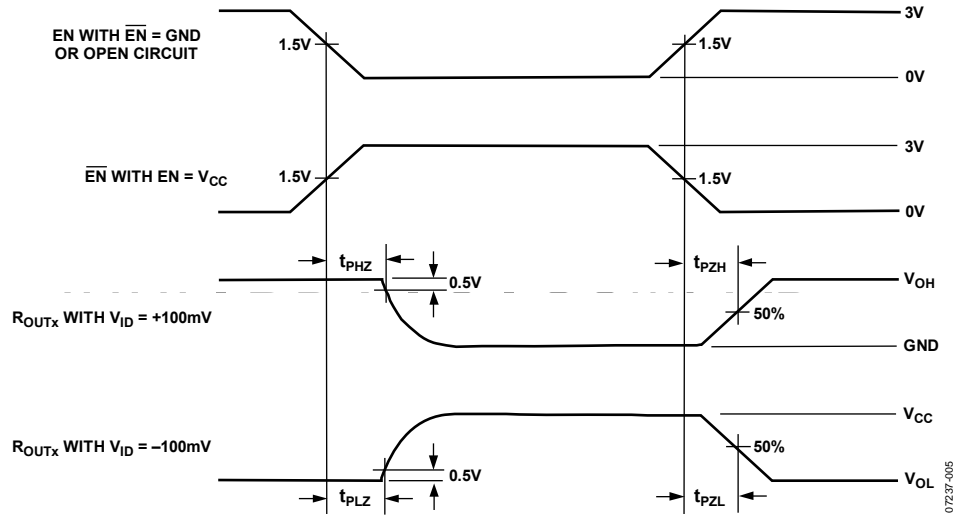 EN WITH E̅N̅ = GND
OR OPEN CIRCUIT
1.5V
1.5V
3V
0V
E̅N̅ WITH EN = VCC
1.5V
1.5V
3V
0V
tPHZ
0.5V
tPZH
50%
VOH
GND
ROUTx WITH VID = +100mV
ROUTx WITH VID = –100mV
tPLZ
0.5V
tPZL
50%
VCC
VOL
07237-005